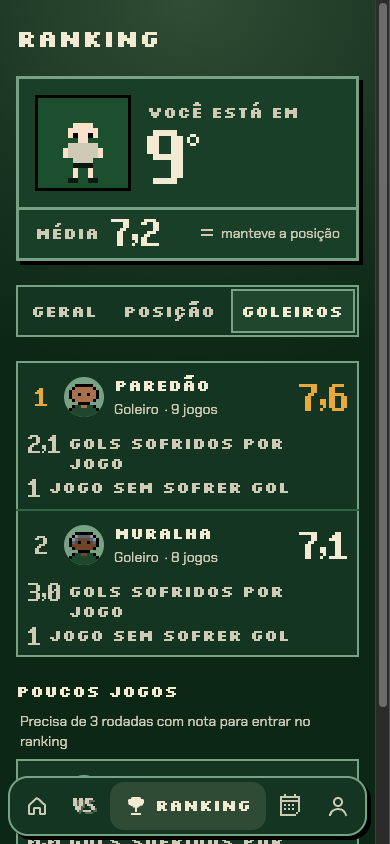 RANKING
VOCÊ ESTÁ EM
9°
MÉDIA 7,2 = manteve a posição
GERAL POSIÇÃO GOLEIROS
1 PAREDÃO 7,6
Goleiro · 9 jogos
2,1 GOLS SOFRIDOS POR
JOGO
1 JOGO SEM SOFRER GOL
2 MURALHA 7,1
Goleiro · 8 jogos
3,0 GOLS SOFRIDOS POR
JOGO
1 JOGO SEM SOFRER GOL
POUCOS JOGOS
Precisa de 3 rodadas com nota para entrar no
ranking
VS RANKING